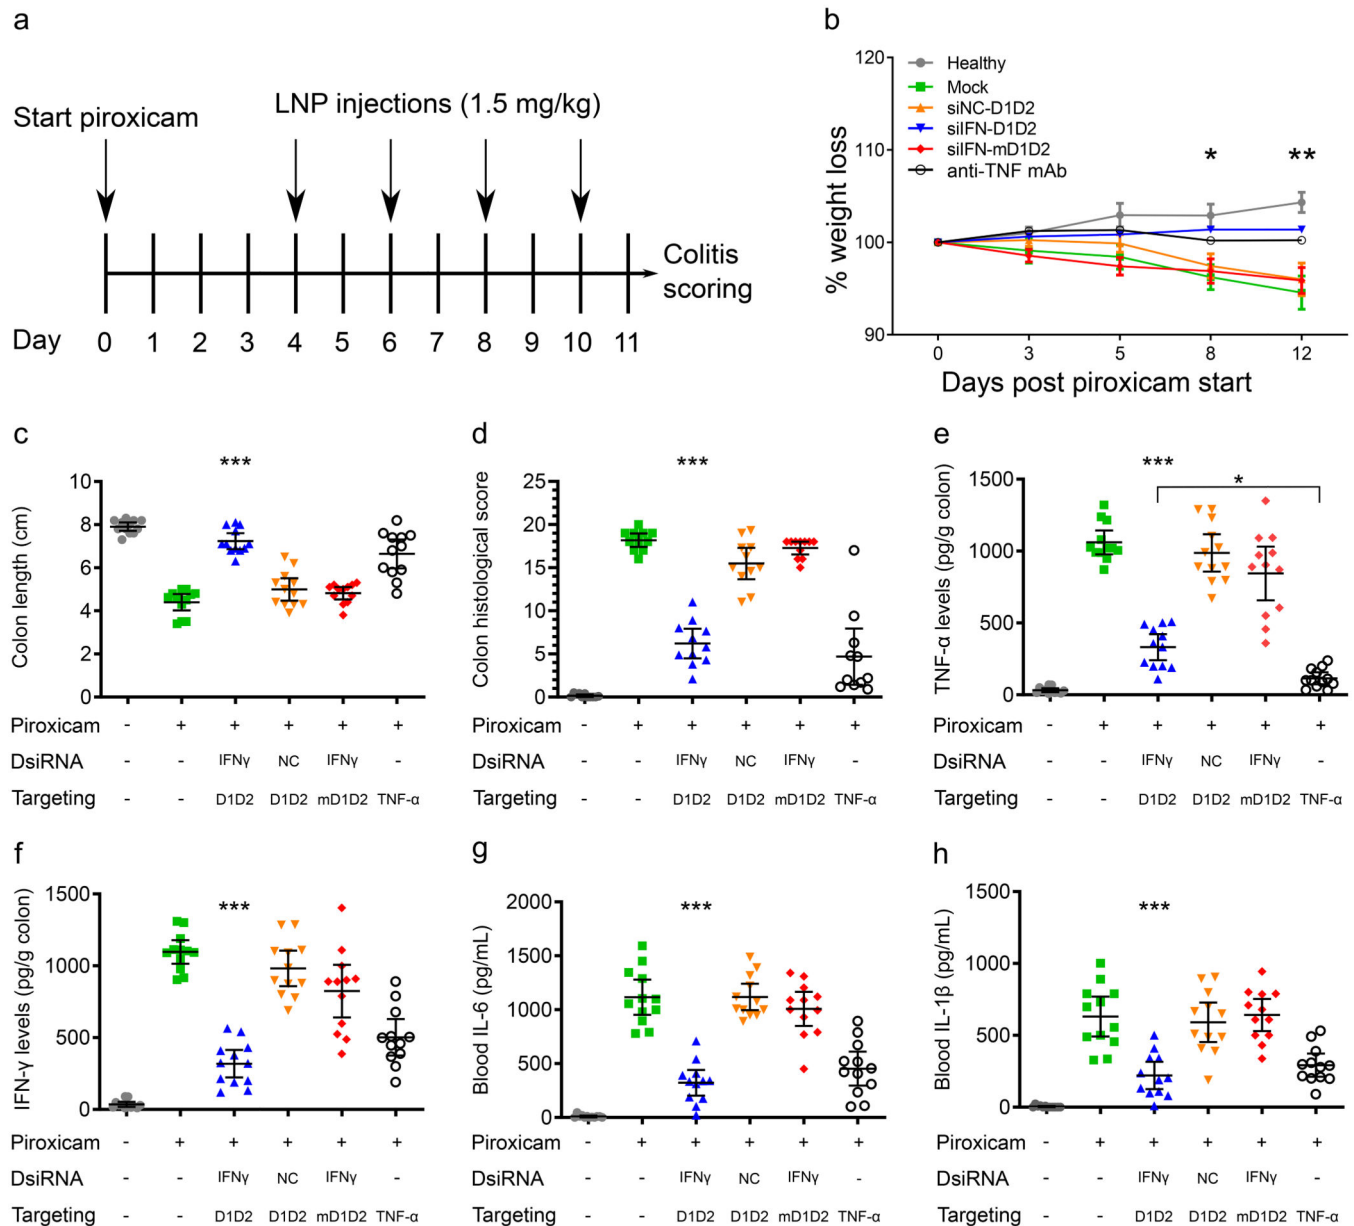 a
Start piroxicam
LNP injections (1.5 mg/kg)
Colitis
scoring
Day 0 1 2 3 4 5 6 7 8 9 10 11
b
% weight loss
120
110
100
90
Healthy
Mock
siNC-D1D2
siIFN-D1D2
siIFN-mD1D2
anti-TNF mAb
* **
0 3 5 8 12
Days post piroxicam start
c
Colon length (cm)
10
8
6
4
2
0
***
Piroxicam - + + + + +
DsiRNA - - IFNγ NC IFNγ -
Targeting - - D1D2 D1D2 mD1D2 TNF-α
d
Colon histological score
25
20
15
10
5
0
***
Piroxicam - + + + + +
DsiRNA - - IFNγ NC IFNγ -
Targeting - - D1D2 D1D2 mD1D2 TNF-α
e
TNF-α levels (pg/g colon)
1500
1000
500
0
***
*
Piroxicam - + + + + +
DsiRNA - - IFNγ NC IFNγ -
Targeting - - D1D2 D1D2 mD1D2 TNF-α
f
IFN-γ levels (pg/g colon)
1500
1000
500
0
***
Piroxicam - + + + + +
DsiRNA - - IFNγ NC IFNγ -
Targeting - - D1D2 D1D2 mD1D2 TNF-α
g
Blood IL-6 (pg/mL)
2000
1500
1000
500
0
***
Piroxicam - + + + + +
DsiRNA - - IFNγ NC IFNγ -
Targeting - - D1D2 D1D2 mD1D2 TNF-α
h
Blood IL-1β (pg/mL)
1500
1000
500
0
***
Piroxicam - + + + + +
DsiRNA - - IFNγ NC IFNγ -
Targeting - - D1D2 D1D2 mD1D2 TNF-α